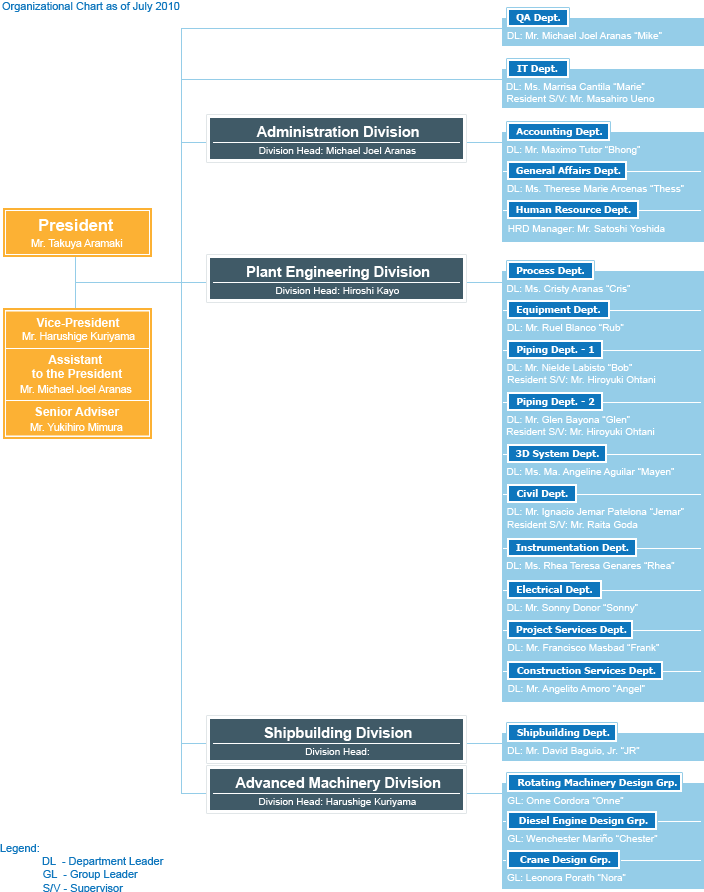 Organizational Chart as of July 2010
President
Mr. Takuya Aramaki
Vice-President
Mr. Harushige Kuriyama
Assistant
to the President
Mr. Michael Joel Aranas
Senior Adviser
Mr. Yukihiro Mimura
QA Dept.
DL: Mr. Michael Joel Aranas "Mike"
IT Dept.
DL: Ms. Marrisa Cantila "Marie"
Resident S/V: Mr. Masahiro Ueno
Administration Division
Division Head: Michael Joel Aranas
Accounting Dept.
DL: Mr. Maximo Tutor "Bhong"
General Affairs Dept.
DL: Ms. Therese Marie Arcenas "Thess"
Human Resource Dept.
HRD Manager: Mr. Satoshi Yoshida
Plant Engineering Division
Division Head: Hiroshi Kayo
Process Dept.
DL: Ms. Cristy Aranas "Cris"
Equipment Dept.
DL: Mr. Ruel Blanco "Rub"
Piping Dept. - 1
DL: Mr. Nielde Labisto "Bob"
Resident S/V: Mr. Hiroyuki Ohtani
Piping Dept. - 2
DL: Mr. Glen Bayona "Glen"
Resident S/V: Mr. Hiroyuki Ohtani
3D System Dept.
DL: Ms. Ma. Angeline Aguilar "Mayen"
Civil Dept.
DL: Mr. Ignacio Jemar Patelona "Jemar"
Resident S/V: Mr. Raita Goda
Instrumentation Dept.
DL: Ms. Rhea Teresa Genares "Rhea"
Electrical Dept.
DL: Mr. Sonny Donor "Sonny"
Project Services Dept.
DL: Mr. Francisco Masbad "Frank"
Construction Services Dept.
DL: Mr. Angelito Amoro "Angel"
Shipbuilding Division
Division Head:
Shipbuilding Dept.
DL: Mr. David Baguio, Jr. "JR"
Advanced Machinery Division
Division Head: Harushige Kuriyama
Rotating Machinery Design Grp.
GL: Onne Cordora "Onne"
Diesel Engine Design Grp.
GL: Wenchester Mariño "Chester"
Crane Design Grp.
GL: Leonora Porath "Nora"
Legend:
DL - Department Leader
GL - Group Leader
S/V - Supervisor